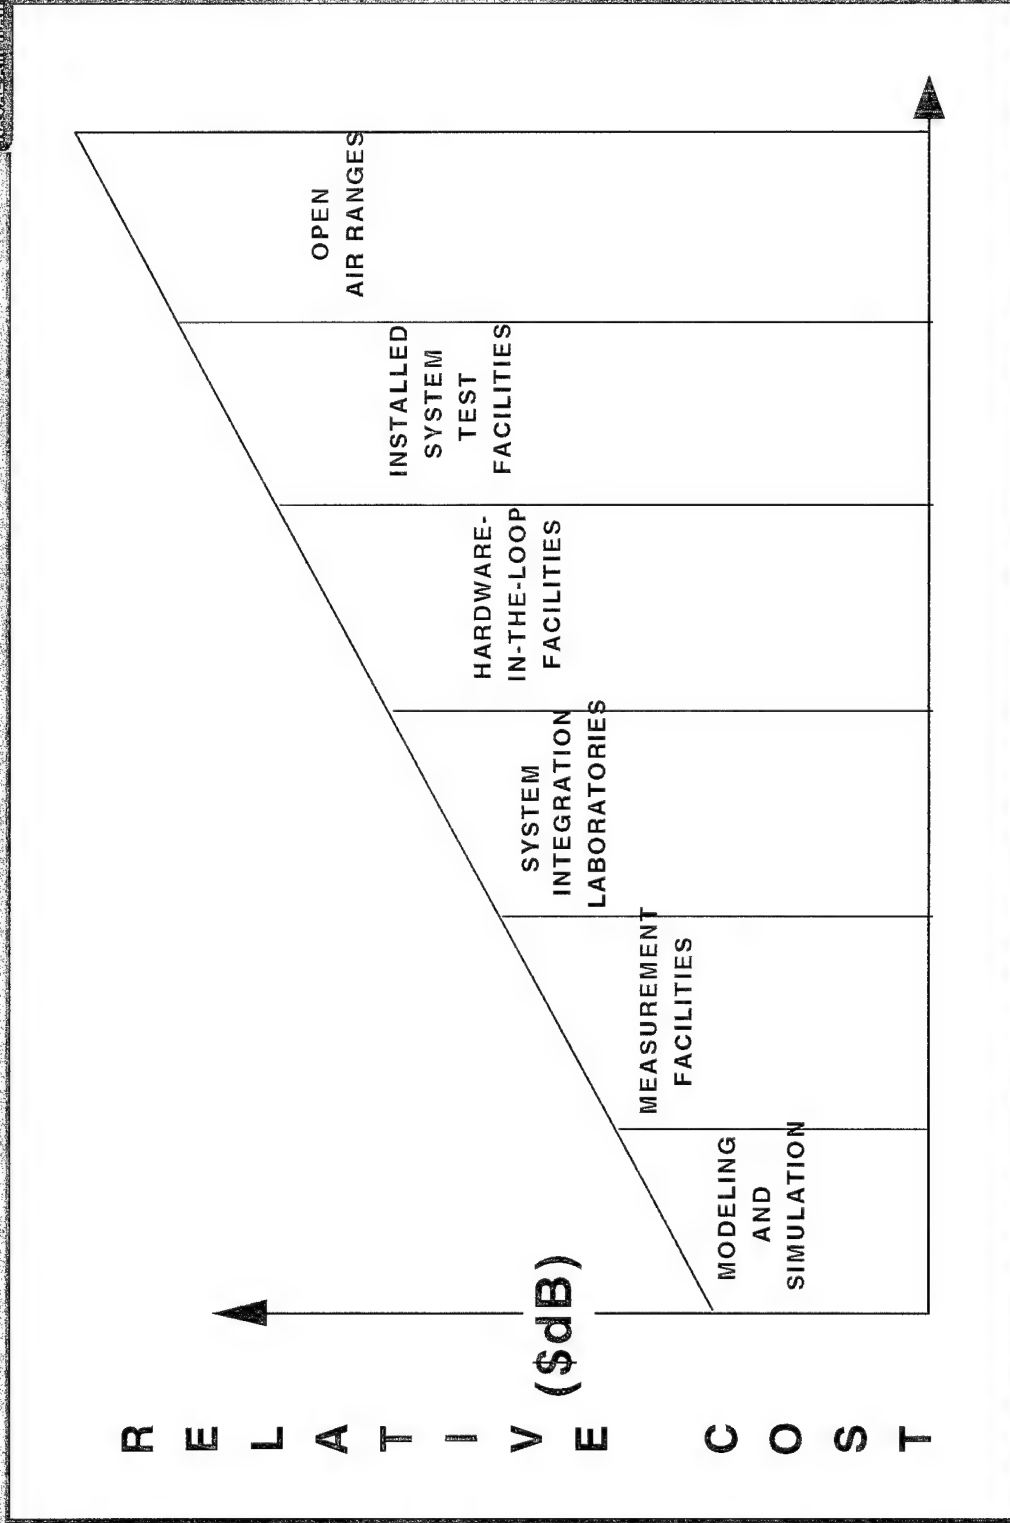 RELATIVE COST
($dB)
MODELING
AND
SIMULATION
MEASUREMENT
FACILITIES
SYSTEM
INTEGRATION
LABORATORIES
HARDWARE-
IN-THE-LOOP
FACILITIES
INSTALLED
SYSTEM
TEST
FACILITIES
OPEN
AIR RANGES